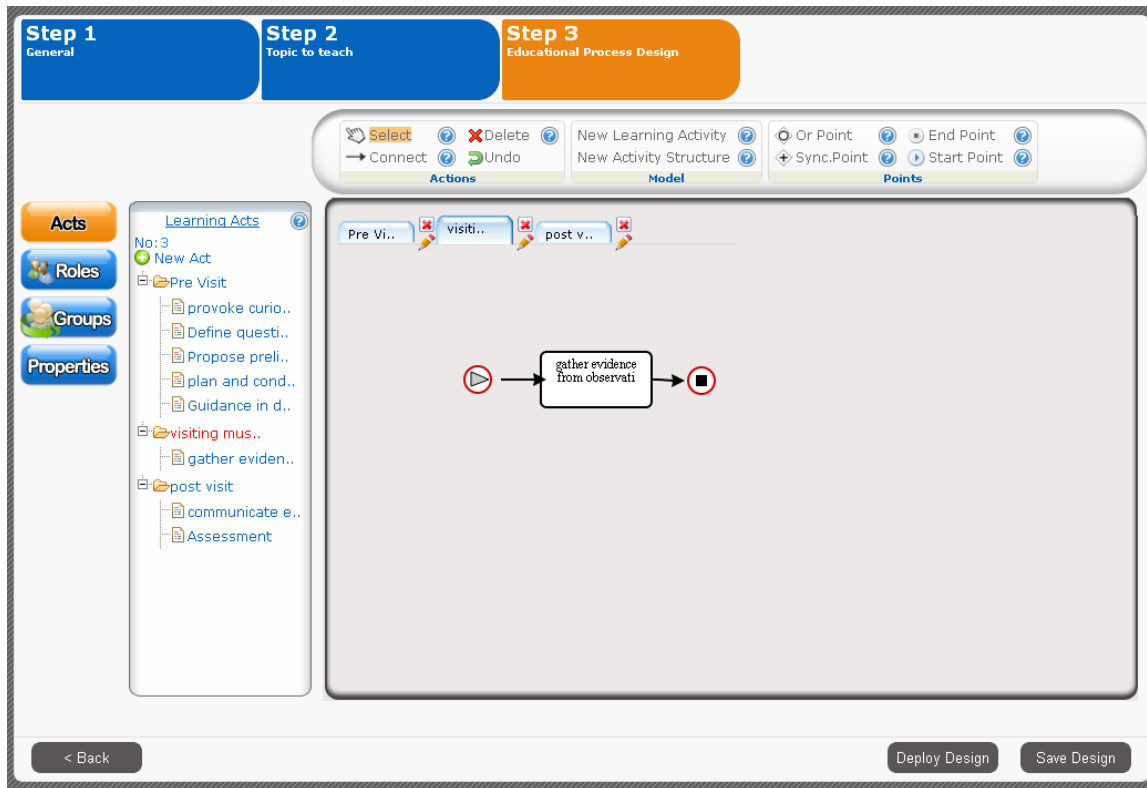 Step 1
General
Step 2
Topic to teach
Step 3
Educational Process Design
Select
Delete
Connect
Undo
Actions
New Learning Activity
New Activity Structure
Model
Or Point
End Point
Sync.Point
Start Point
Points
Acts
Roles
Groups
Properties
Learning Acts
No:3
New Act
Pre Visit
provoke curio..
Define questi..
Propose preli..
plan and cond..
Guidance in d..
visiting mus..
gather eviden..
post visit
communicate e..
Assessment
Pre Vi..
visiti..
post v..
gather evidence
from observati
< Back
Deploy Design
Save Design